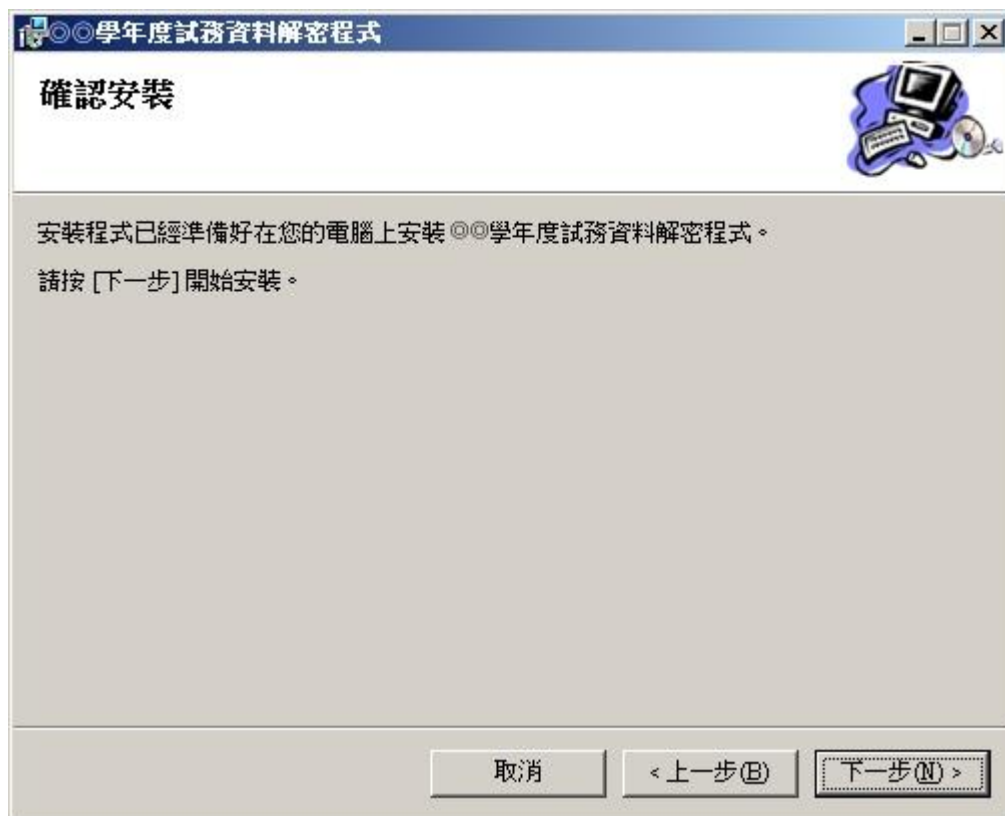 ◎◎學年度試務資料解密程式
確認安裝
安裝程式已經準備好在您的電腦上安裝 ◎◎學年度試務資料解密程式。
請按 [下一步] 開始安裝。
取消
< 上一步(B)
下一步(N) >